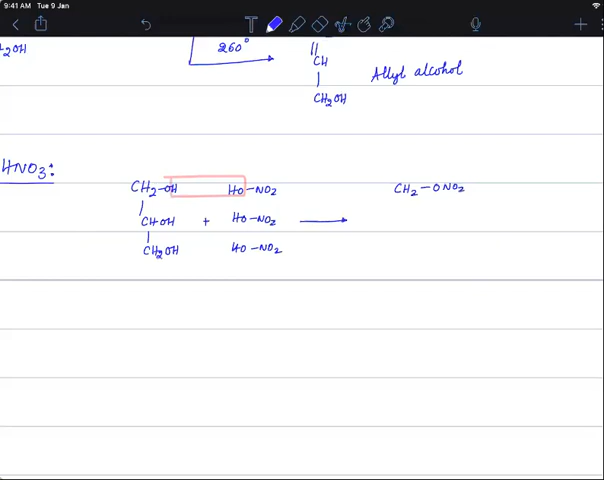 9:41 AM Tue 9 Jan
H2OH
260°
||
CH
|
CH2OH
Allyl alcohol
HNO3:
CH2-OH HO-NO2 CH2-ONO2
|
CHOH + HO-NO2 ⟶
|
CH2OH HO-NO2